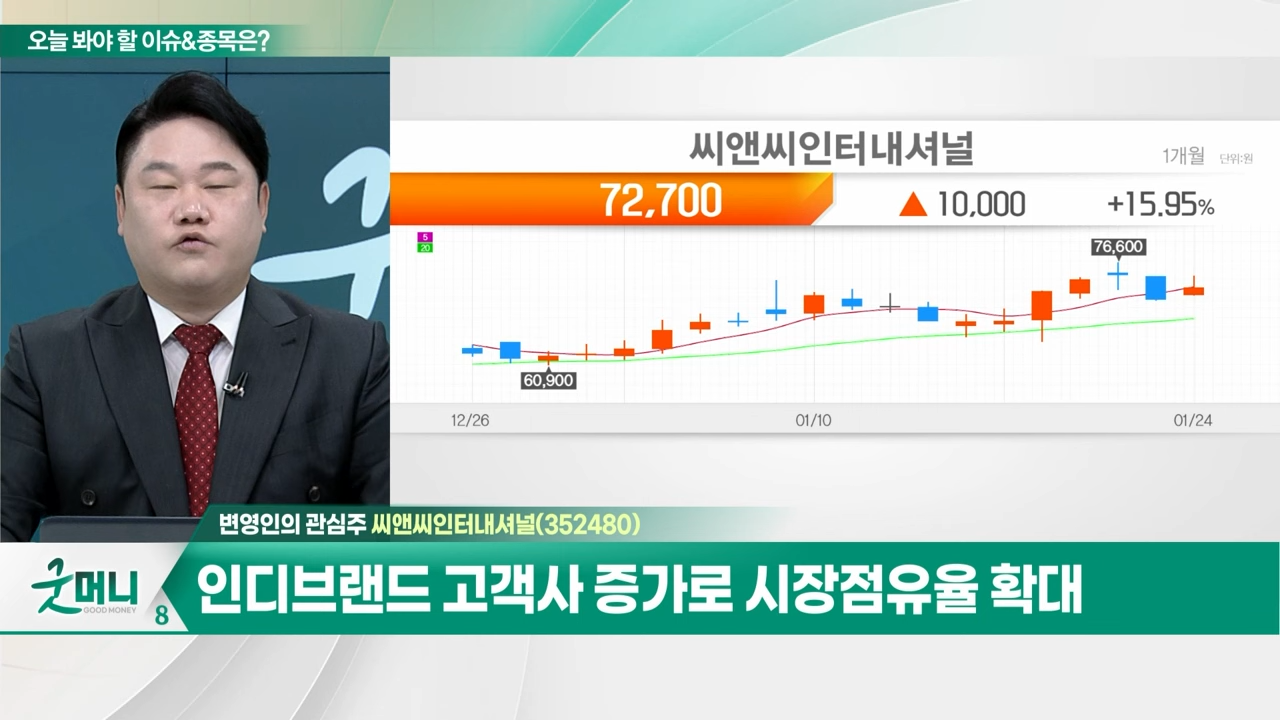 오늘 봐야 할 이슈&종목은?
씨앤씨인터내셔널
1개월 단위:원
72,700 ▲ 10,000 +15.95%
5
20
76,600
60,900
12/26 01/10 01/24
변영인의 관심주 씨앤씨인터내셔널(352480)
굿머니
GOOD MONEY
8
인디브랜드 고객사 증가로 시장점유율 확대